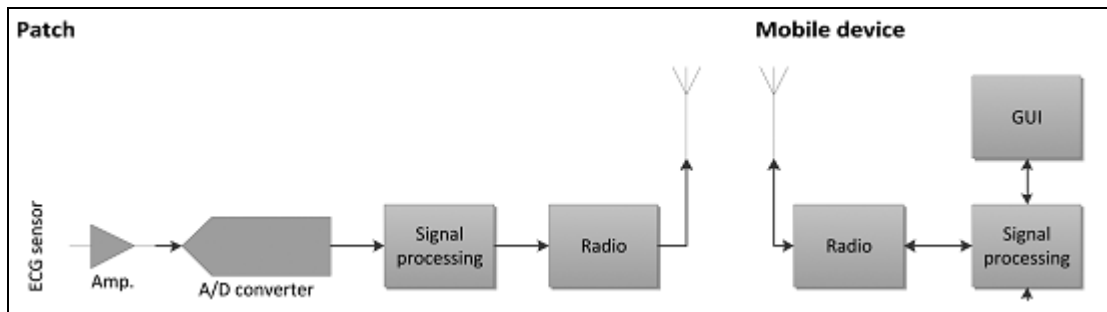 Patch
Mobile device
GUI
ECG sensor
Amp.
A/D converter
Signal
processing
Radio
Radio
Signal
processing